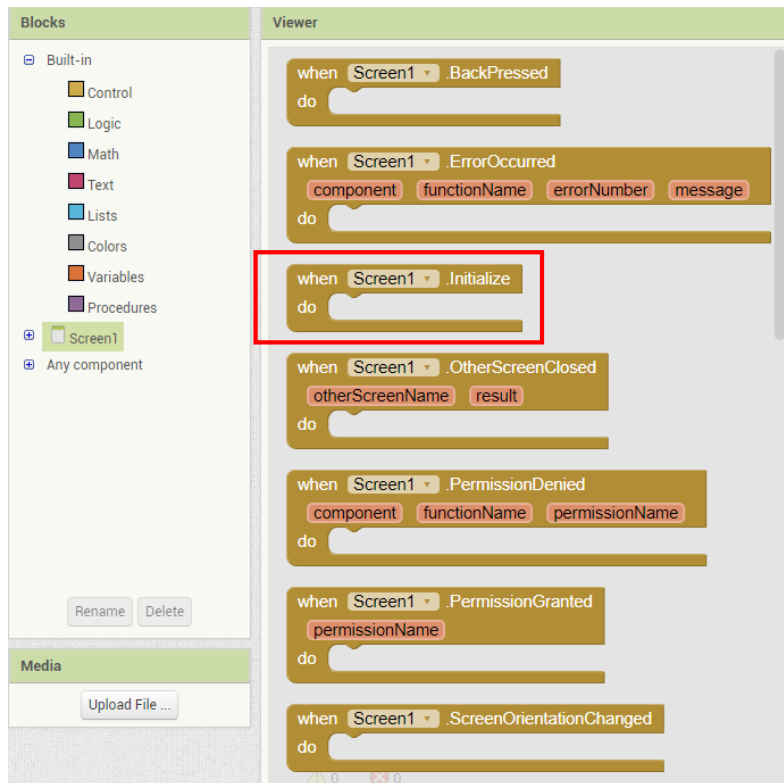 Blocks
Built-in
Control
Logic
Math
Text
Lists
Colors
Variables
Procedures
Screen1
Any component
Rename Delete
Media
Upload File ...
Viewer
when Screen1 .BackPressed
do
when Screen1 .ErrorOccurred
component functionName errorNumber message
do
when Screen1 .Initialize
do
when Screen1 .OtherScreenClosed
otherScreenName result
do
when Screen1 .PermissionDenied
component functionName permissionName
do
when Screen1 .PermissionGranted
permissionName
do
when Screen1 .ScreenOrientationChanged
do
0 0